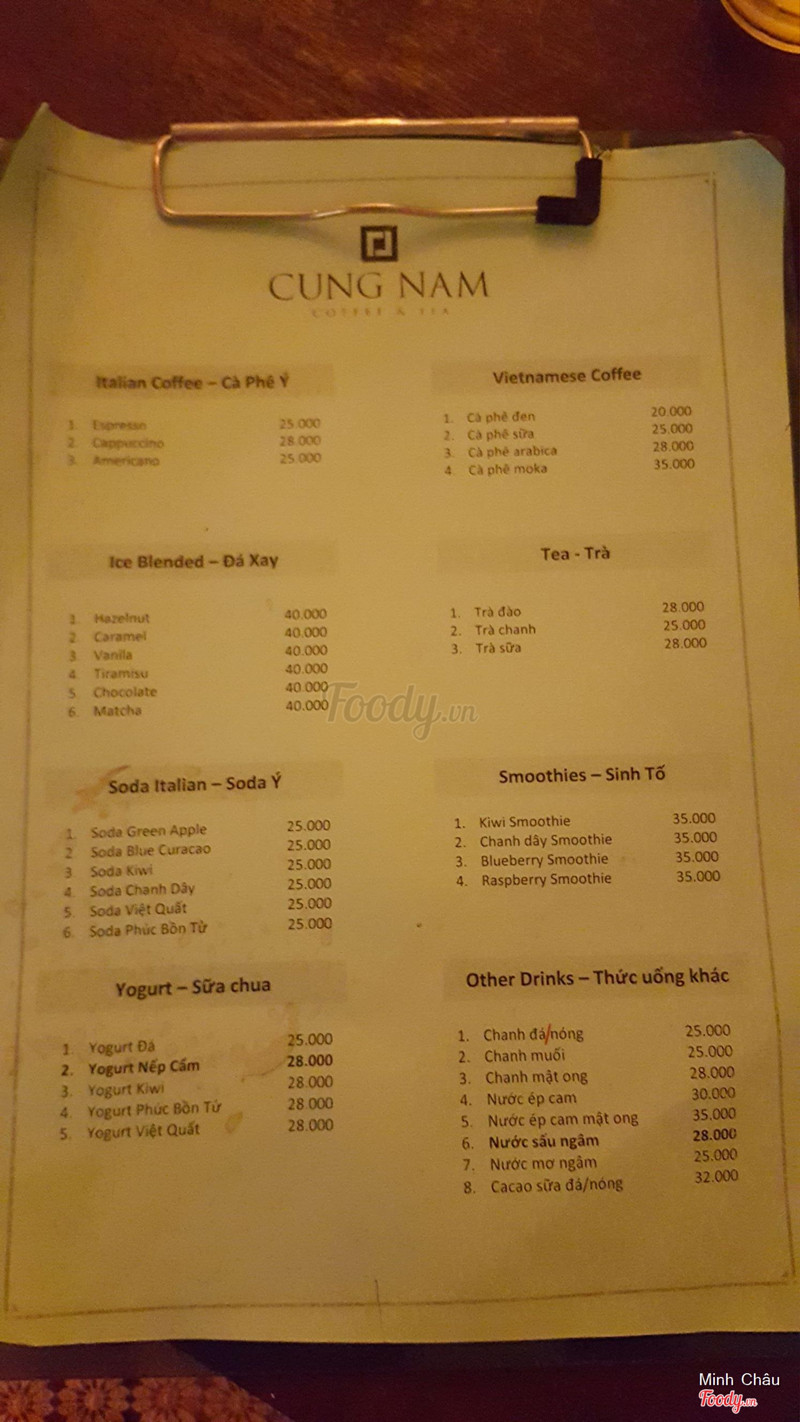 CUNG NAM
COFFEE & TEA
Italian Coffee – Cà Phê Ý
1. Espresso 25.000
2. Cappuccino 28.000
3. Americano 25.000
Vietnamese Coffee
1. Cà phê đen 20.000
2. Cà phê sữa 25.000
3. Cà phê arabica 28.000
4. Cà phê moka 35.000
Ice Blended – Đá Xay
1. Hazelnut 40.000
2. Caramel 40.000
3. Vanila 40.000
4. Tiramisu 40.000
5. Chocolate 40.000
6. Matcha 40.000
Tea - Trà
1. Trà đào 28.000
2. Trà chanh 25.000
3. Trà sữa 28.000
Foody.vn
Soda Italian – Soda Ý
1. Soda Green Apple 25.000
2. Soda Blue Curacao 25.000
3. Soda Kiwi 25.000
4. Soda Chanh Dây 25.000
5. Soda Việt Quất 25.000
6. Soda Phúc Bồn Tử 25.000
Smoothies – Sinh Tố
1. Kiwi Smoothie 35.000
2. Chanh dây Smoothie 35.000
3. Blueberry Smoothie 35.000
4. Raspberry Smoothie 35.000
Yogurt – Sữa chua
1. Yogurt Đá 25.000
2. Yogurt Nếp Cẩm 28.000
3. Yogurt Kiwi 28.000
4. Yogurt Phúc Bồn Tử 28.000
5. Yogurt Việt Quất 28.000
Other Drinks – Thức uống khác
1. Chanh đá/nóng 25.000
2. Chanh muối 25.000
3. Chanh mật ong 28.000
4. Nước ép cam 30.000
5. Nước ép cam mật ong 35.000
6. Nước sấu ngâm 28.000
7. Nước mơ ngâm 25.000
8. Cacao sữa đá/nóng 32.000
Minh Châu
Foody.vn